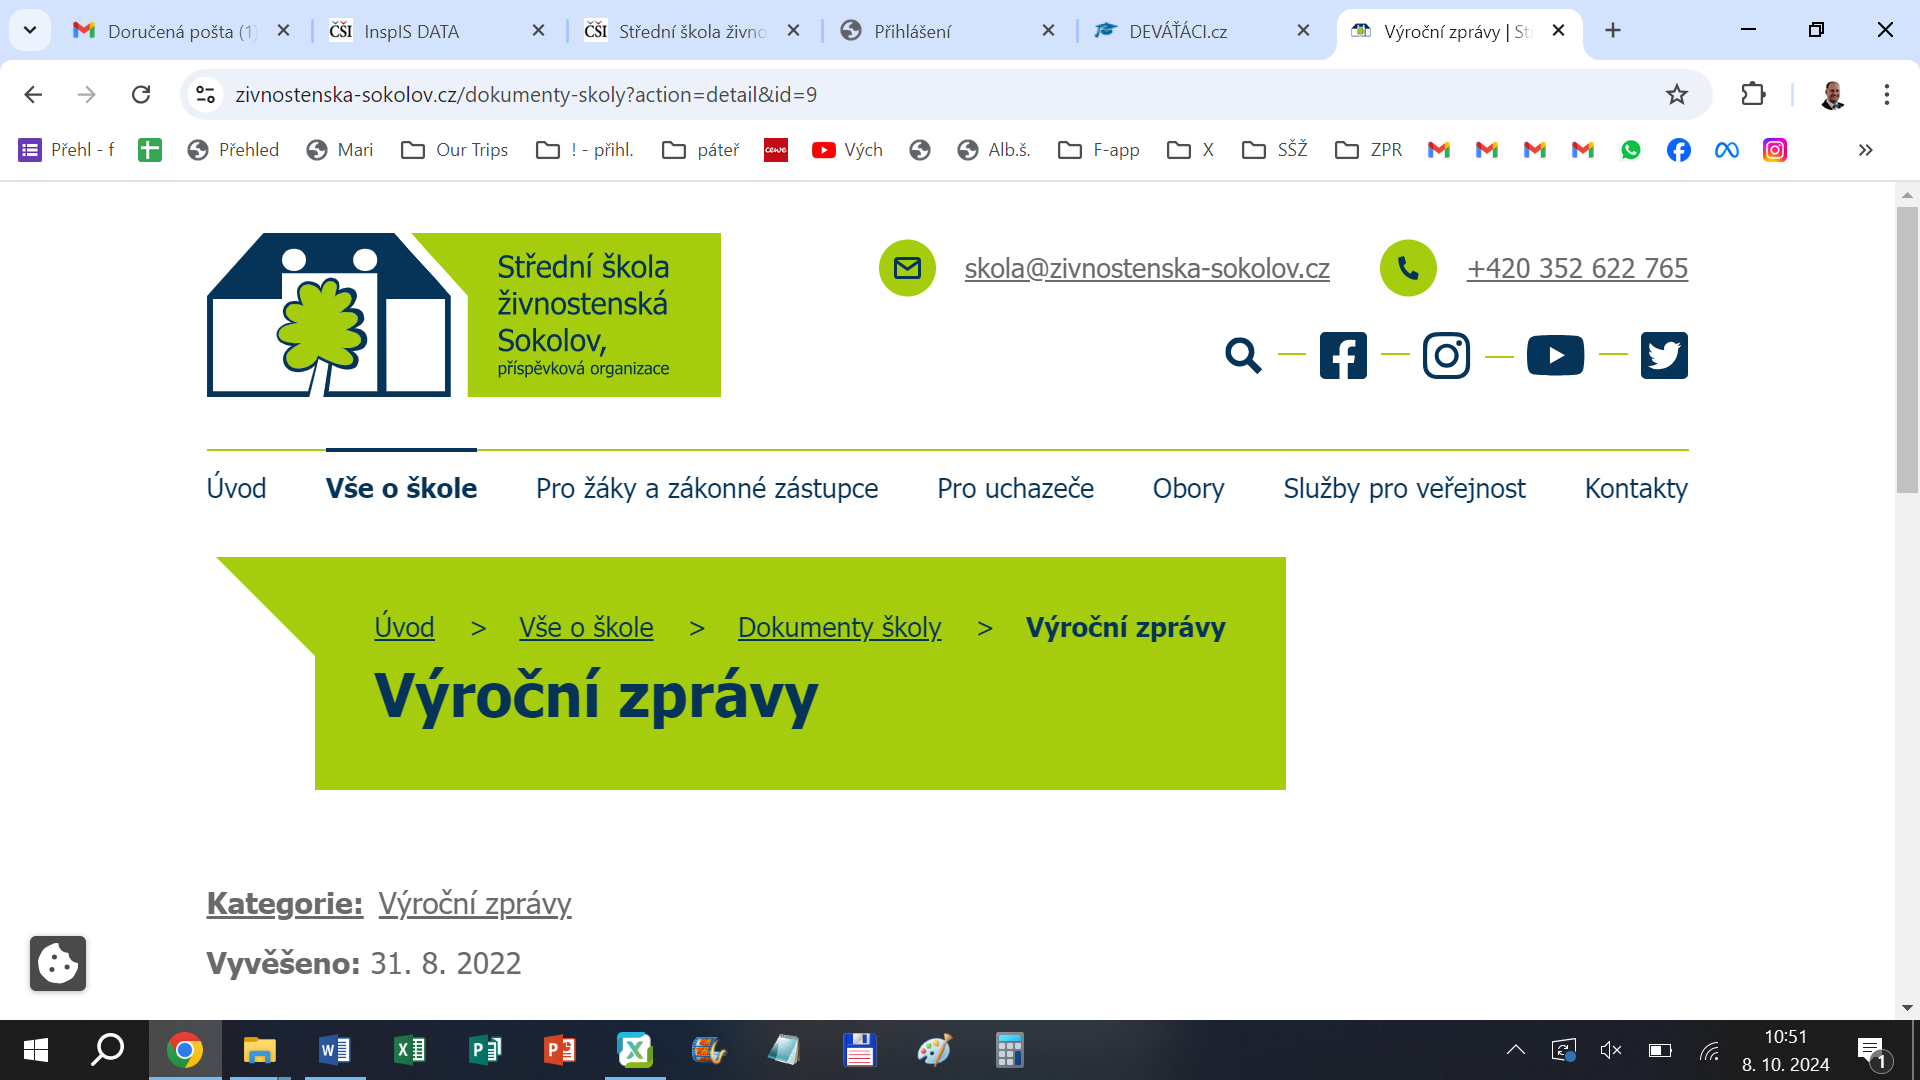 Doručená pošta (1)
InspIS DATA
Střední škola živno
Přihlášení
DEVÁŤÁCI.cz
Výroční zprávy | St
zivnostenska-sokolov.cz/dokumenty-skoly?action=detail&id=9
Přehl - f
Přehled
Mari
Our Trips
! - přihl.
páteř
Vých
Alb.š.
F-app
X
SŠŽ
ZPR
Střední škola
živnostenská
Sokolov,
příspěvková organizace
skola@zivnostenska-sokolov.cz
+420 352 622 765
Úvod
Vše o škole
Pro žáky a zákonné zástupce
Pro uchazeče
Obory
Služby pro veřejnost
Kontakty
Úvod > Vše o škole > Dokumenty školy > Výroční zprávy
Výroční zprávy
Kategorie: Výroční zprávy
Vyvěšeno: 31. 8. 2022
10:51
8. 10. 2024
1